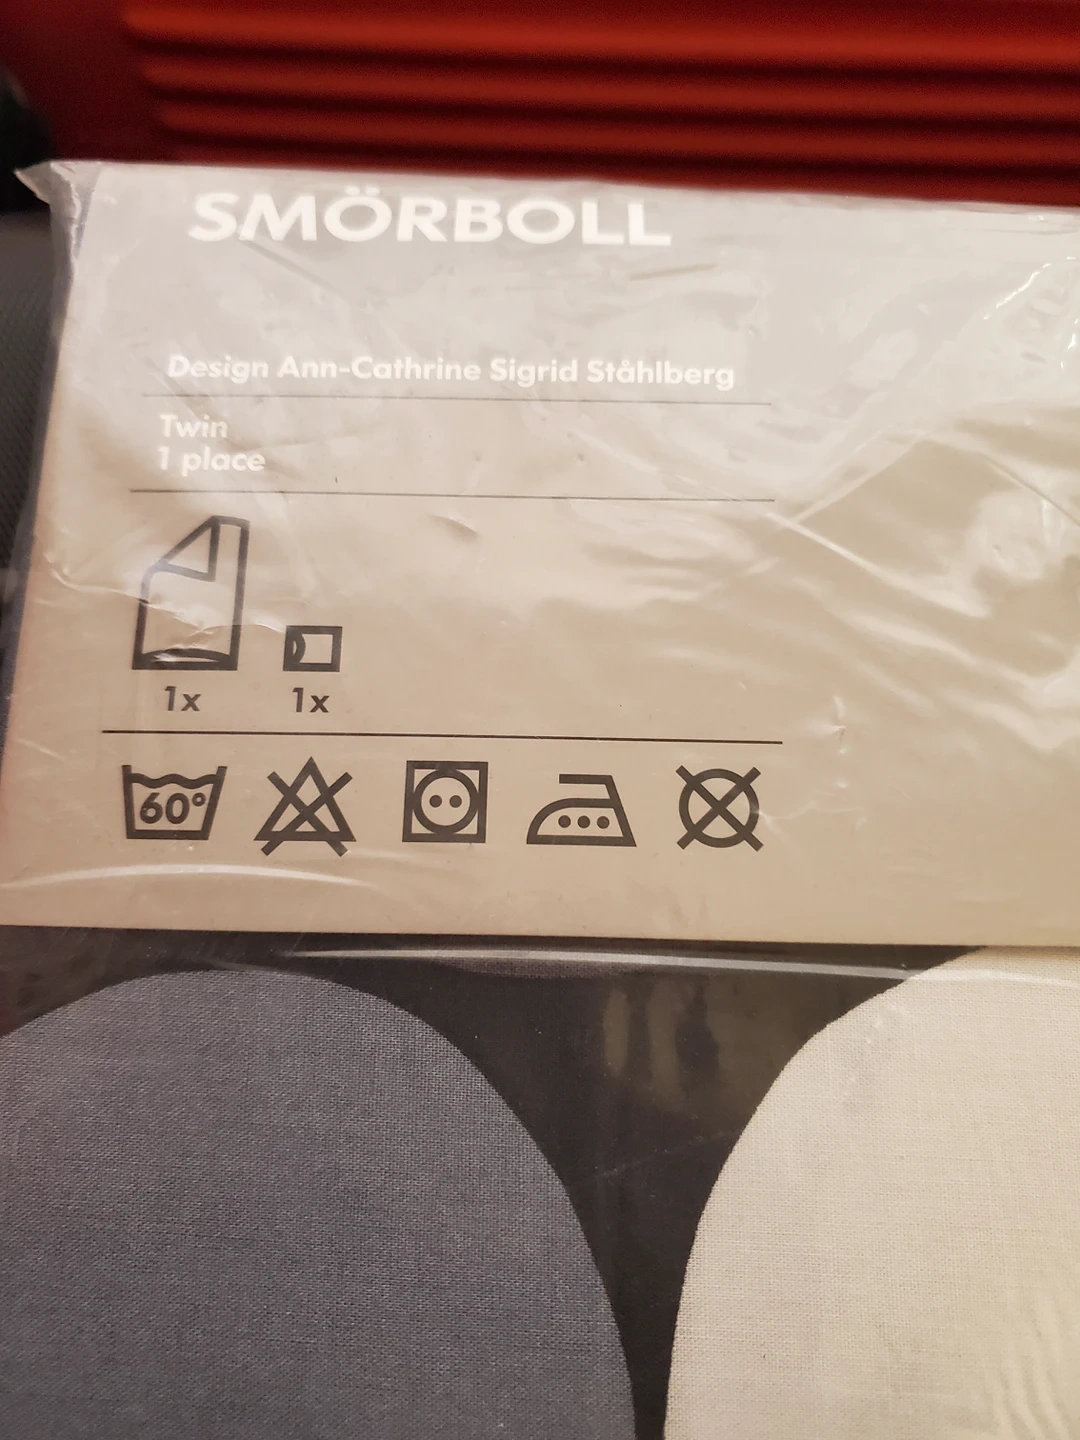 SMÖRBOLL
Design Ann-Cathrine Sigrid Ståhlberg
Twin
1 place
1x 1x
60°